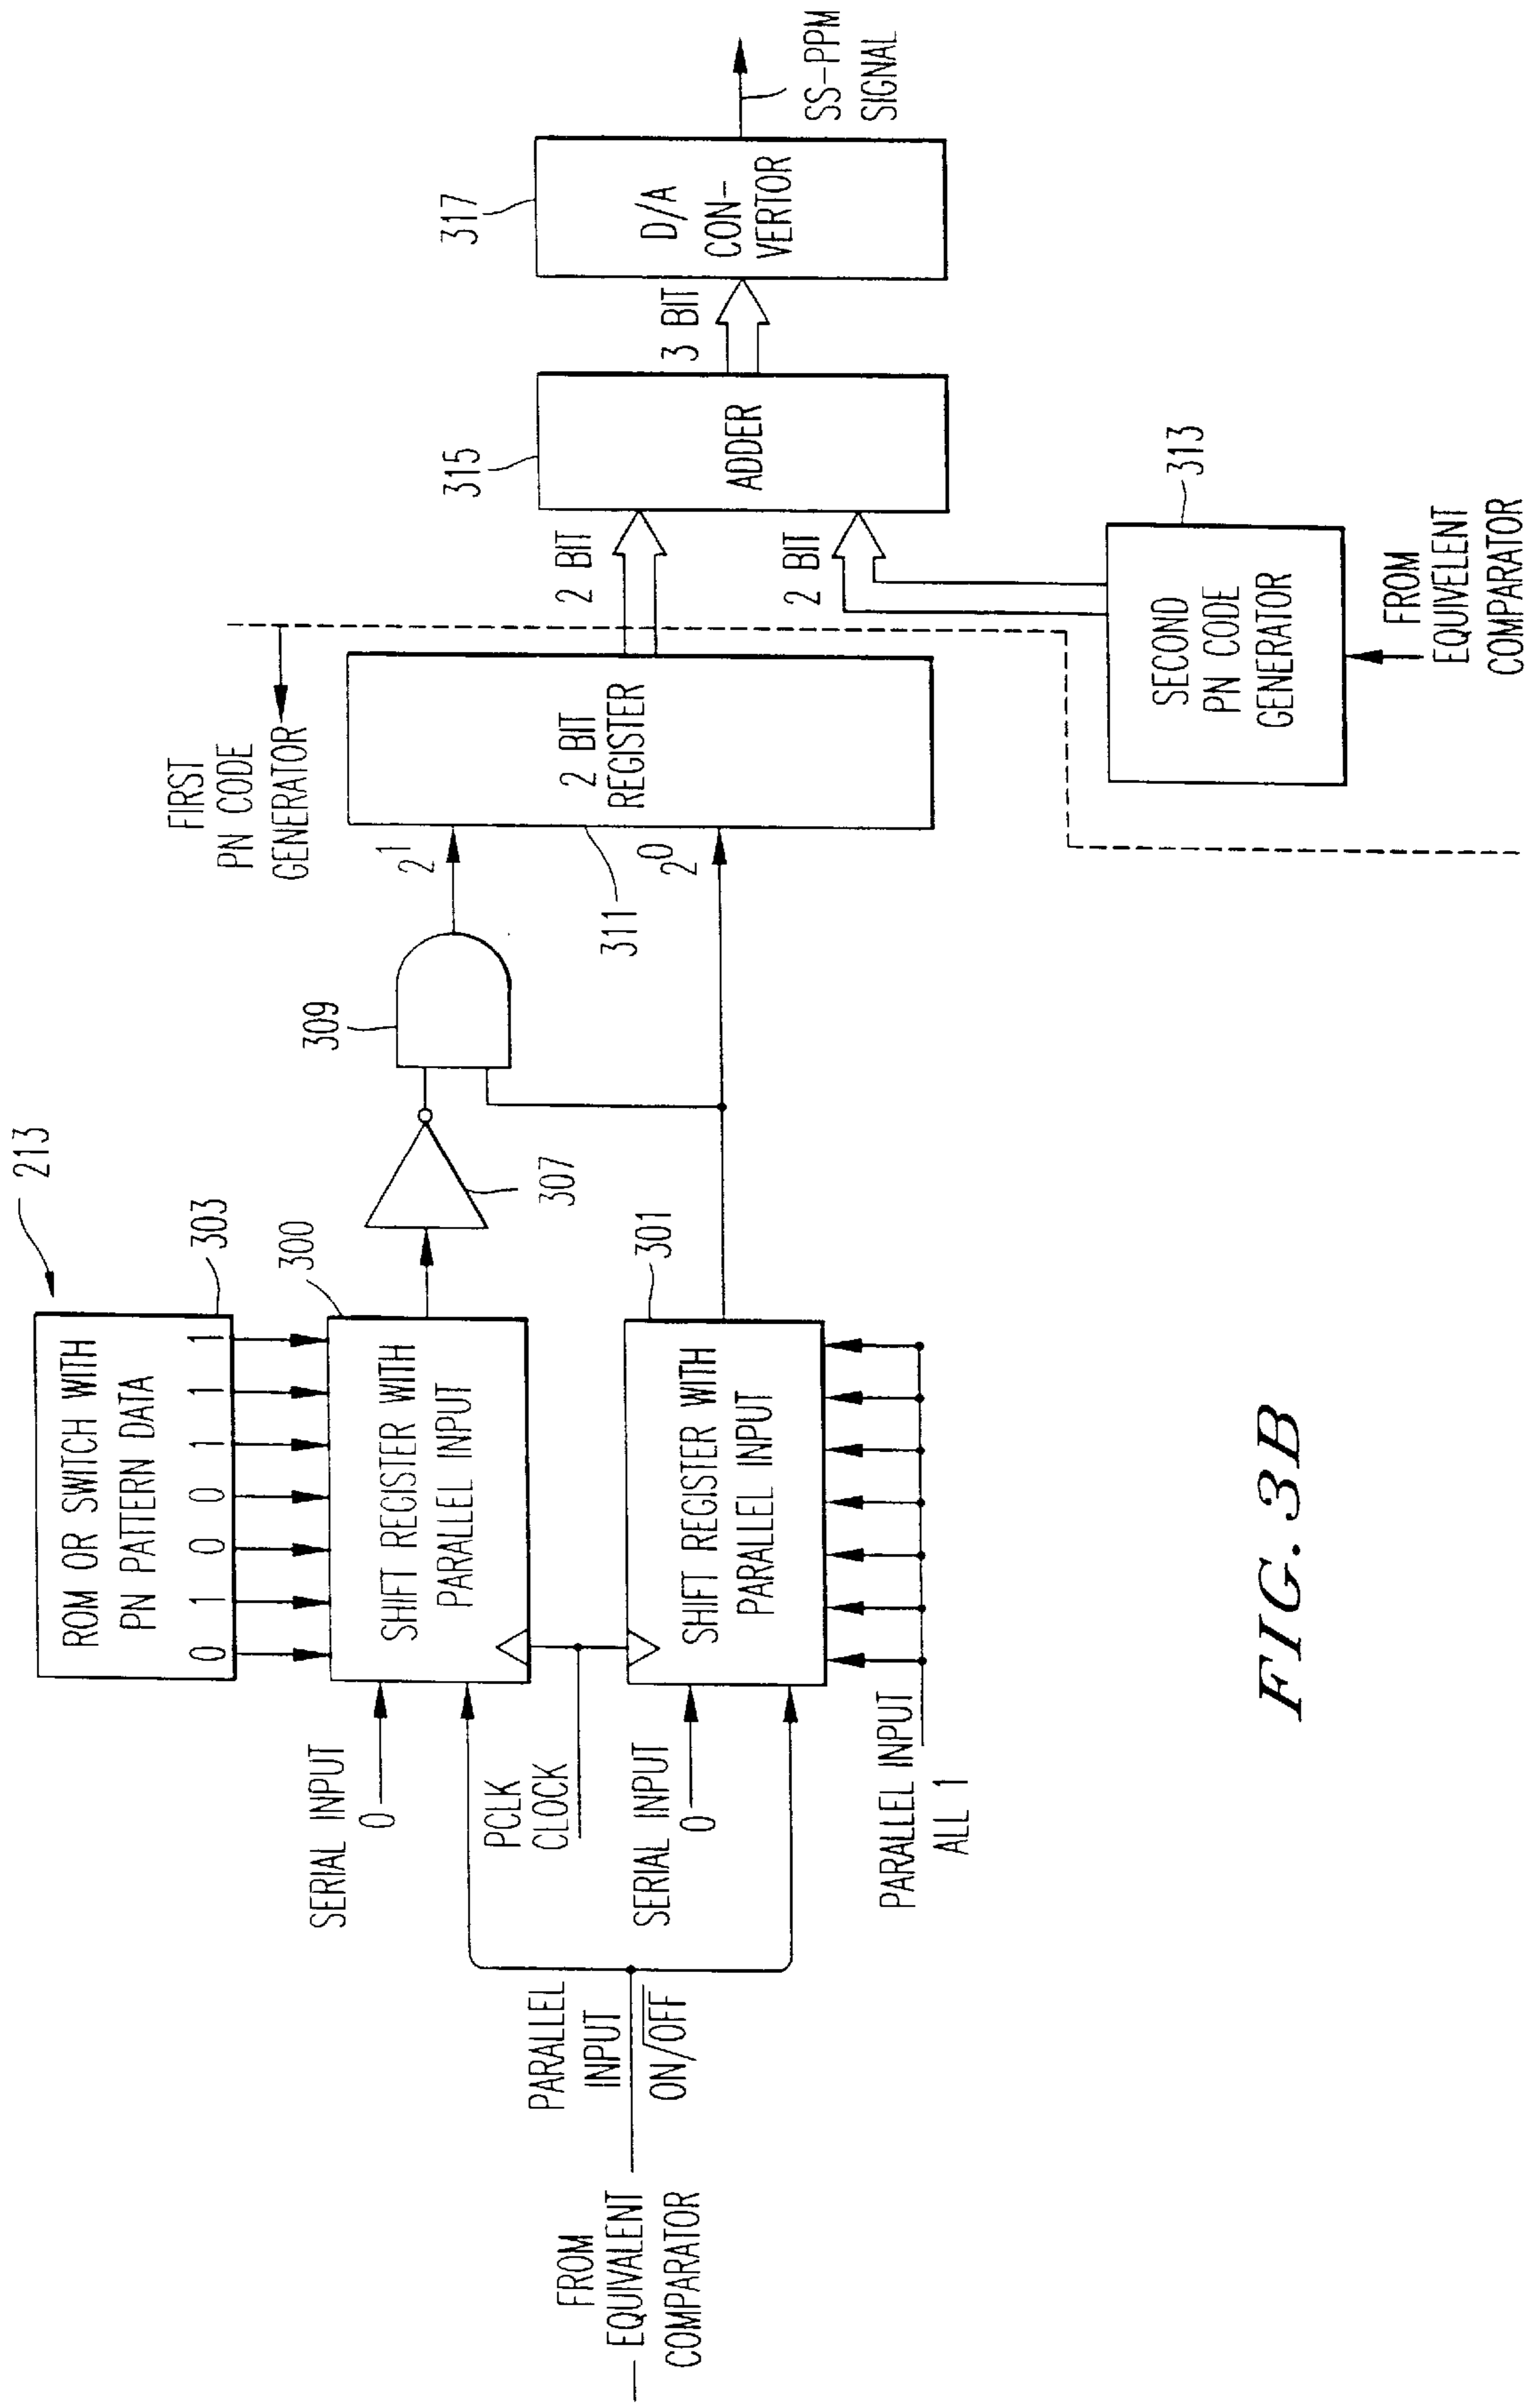 213
ROM OR SWITCH WITH
PN PATTERN DATA
0 1 0 0 1 1 1
303
SERIAL INPUT
0
300
SHIFT REGISTER WITH
PARALLEL INPUT
307
309
FIRST
PN CODE
GENERATOR
2^1
2^0
311
2 BIT
REGISTER
2 BIT
2 BIT
315
ADDER
3 BIT
317
D/A
CON-
VERTOR
SS-PPM
SIGNAL
PCLK
CLOCK
PARALLEL
INPUT
ON/O̅F̅F̅
FROM
EQUIVALENT
COMPARATOR
SERIAL INPUT
0
301
SHIFT REGISTER WITH
PARALLEL INPUT
PARALLEL INPUT
ALL 1
313
SECOND
PN CODE
GENERATOR
FROM
EQUIVELENT
COMPARATOR
FIG. 3B